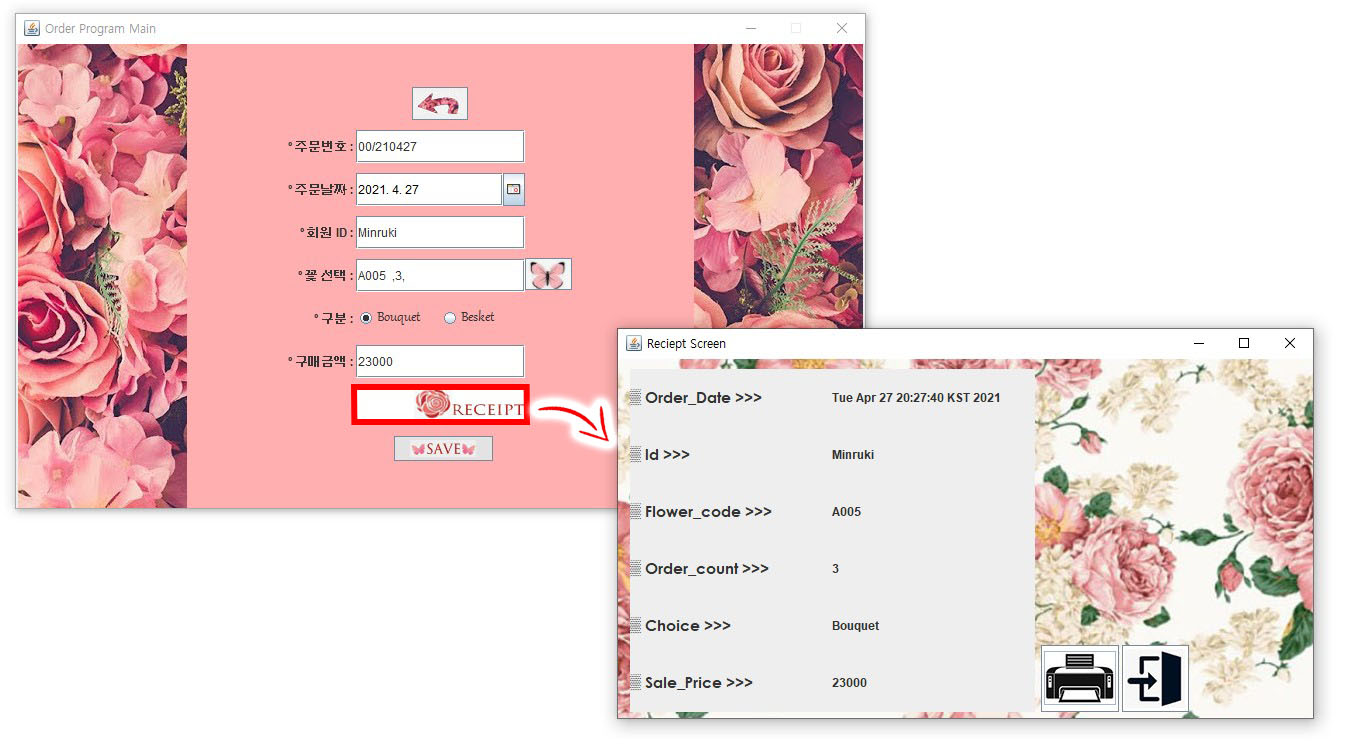 Order Program Main
° 주문번호 : 00/210427
° 주문날짜 : 2021. 4. 27
° 회원 ID : Minruki
° 꽃 선택 : A005 ,3,
° 구분 : Bouquet Besket
° 구매금액 : 23000
RECEIPT
SAVE
Reciept Screen
Order_Date >>> Tue Apr 27 20:27:40 KST 2021
Id >>> Minruki
Flower_code >>> A005
Order_count >>> 3
Choice >>> Bouquet
Sale_Price >>> 23000